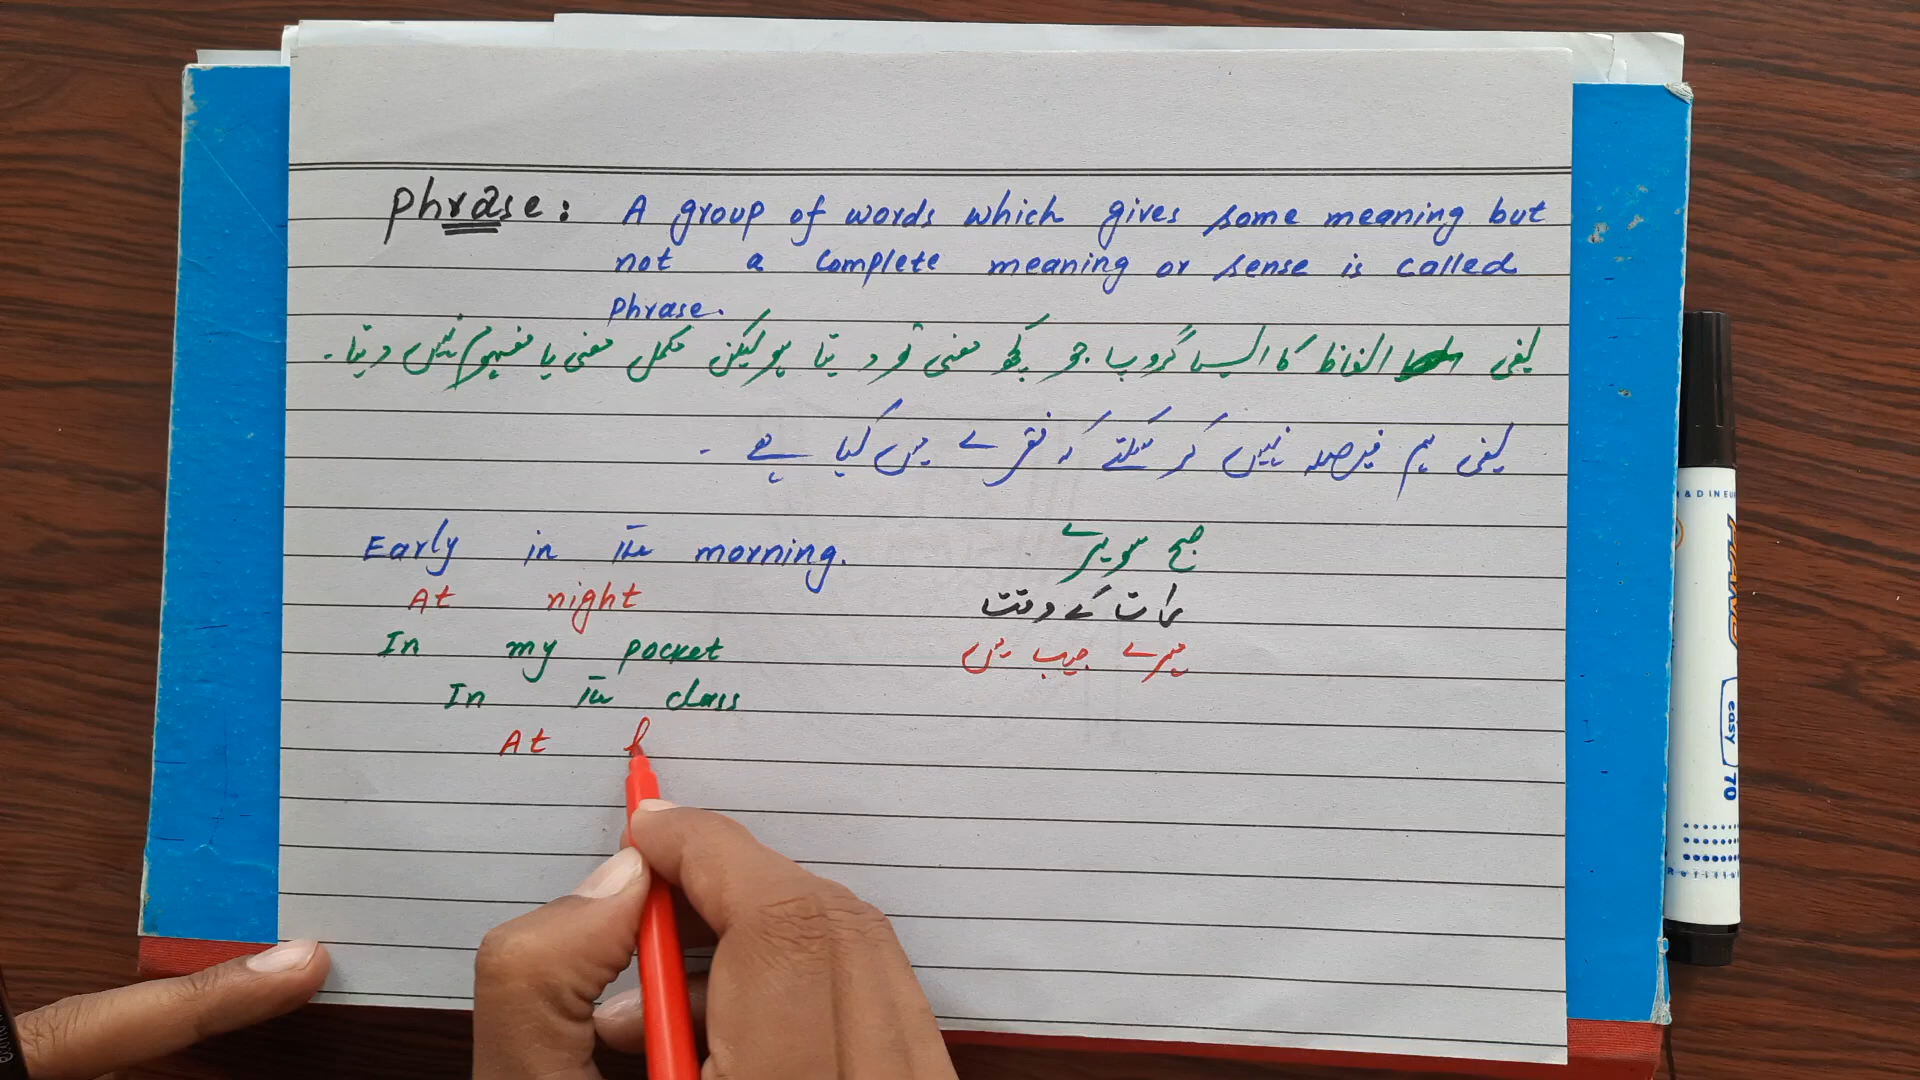 Phrase: A group of words which gives some meaning but
not a complete meaning or sense is called
Phrase.
یعنی الفاظ کا ایسا گروپ جو کچھ معنی تو دیتا ہو لیکن مکمل معنی یا مفہوم نہیں دیتا۔
یعنی ہم فیصلہ نہیں کر سکتے کہ فقرے میں کیا ہے۔
Early in the morning. صبح سویرے
At night رات کے وقت
In my pocket میرے جیب میں
In the class
At
easy 70